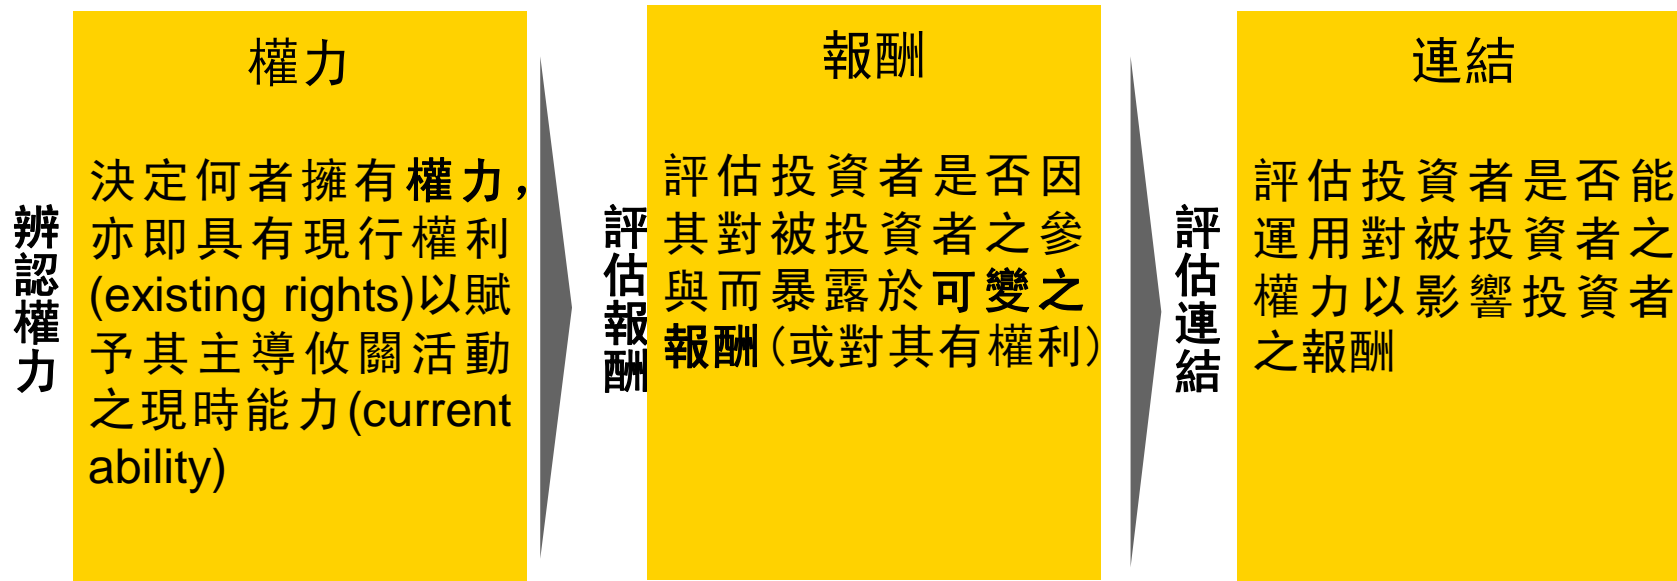 辨認權力
權力
決定何者擁有權力，
亦即具有現行權利
(existing rights)以賦
予其主導攸關活動
之現時能力(current
ability)
評估報酬
報酬
評估投資者是否因
其對被投資者之參
與而暴露於可變之
報酬(或對其有權利)
評估連結
連結
評估投資者是否能
運用對被投資者之
權力以影響投資者
之報酬